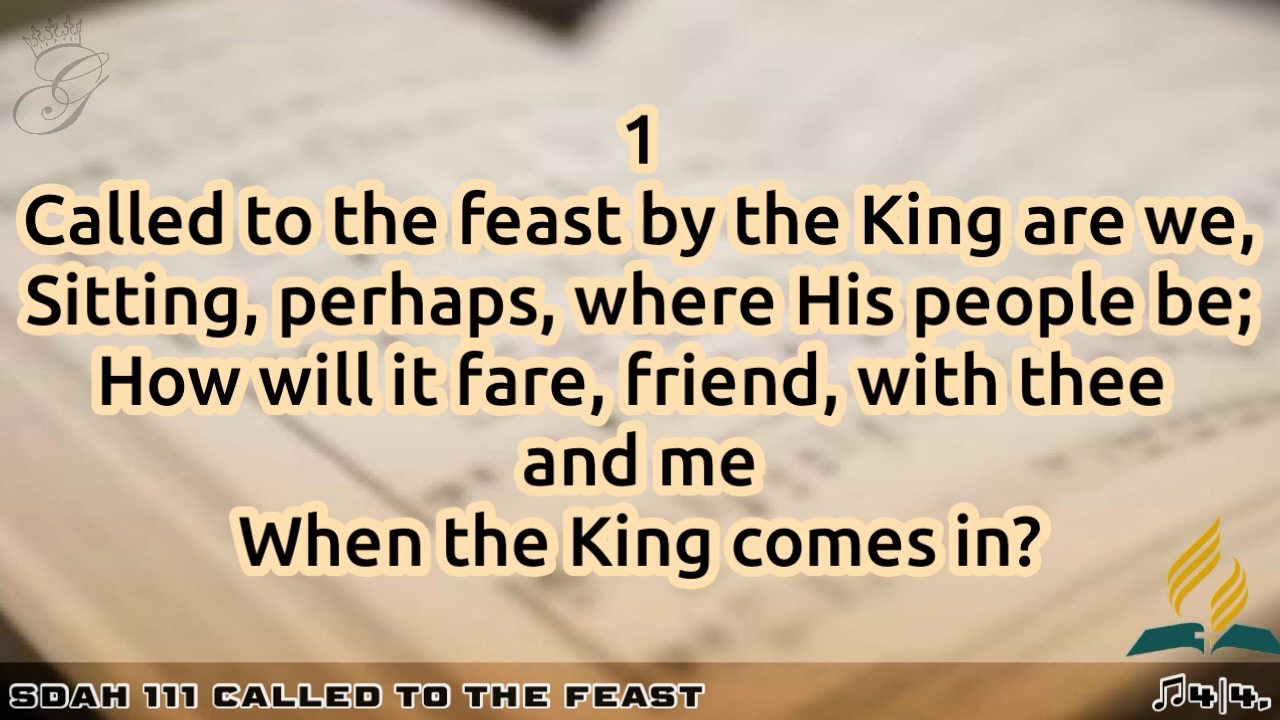 G
1
Called to the feast by the King are we,
Sitting, perhaps, where His people be;
How will it fare, friend, with thee
and me
When the King comes in?
SDAH 111 CALLED TO THE FEAST
♫4|4.